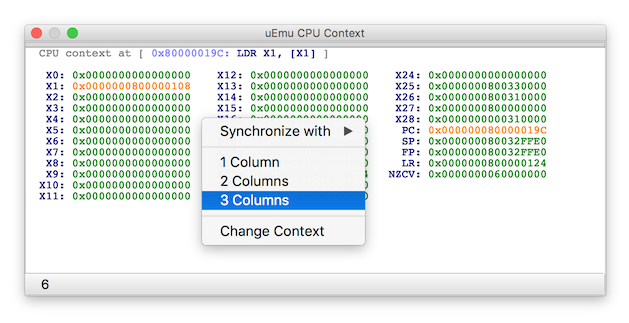 uEmu CPU Context
CPU context at [ 0x80000019C: LDR X1, [X1] ]
X0: 0x0000000000000000 X12: 0x0000000000000000 X24: 0x0000000000000000
X1: 0x0000000800000108 X13: 0x0000000000000000 X25: 0x0000000800330000
X2: 0x0000000000000000 X14: 0x0000000000000000 X26: 0x0000000000310000
X3: 0x0000000000000000 X15: 0x0000000000000000 X27: 0x0000000800000000
X4: 0x0000000000000000 X28: 0x0000000000310000
X5: 0x0000000000000000 PC: 0x000000080000019C
X6: 0x0000000000000000 SP: 0x000000080032FFE0
X7: 0x0000000000000000 FP: 0x000000080032FFE0
X8: 0x0000000000000000 LR: 0x0000000800000124
X9: 0x0000000000000000 NZCV: 0x0000000060000000
X10: 0x0000000000000000
X11: 0x0000000000000000
Synchronize with
1 Column
2 Columns
3 Columns
Change Context
6